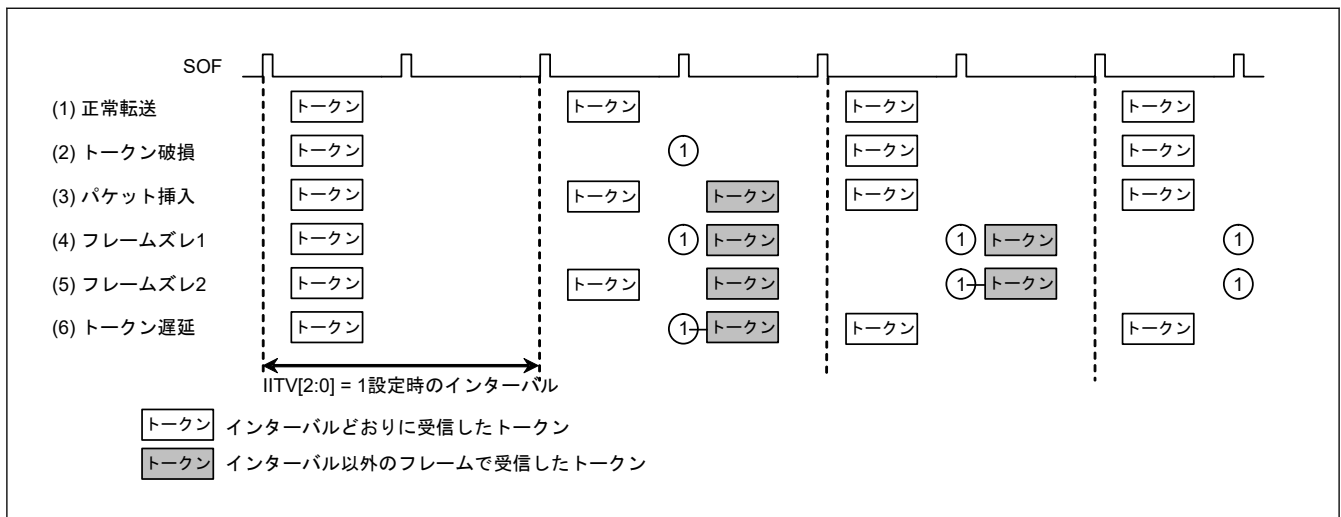 SOF
(1) 正常転送 トークン トークン トークン トークン
(2) トークン破損 トークン 1 トークン トークン
(3) パケット挿入 トークン トークン トークン トークン トークン
(4) フレームズレ1 トークン 1 トークン 1 トークン 1
(5) フレームズレ2 トークン トークン トークン 1 トークン 1
(6) トークン遅延 トークン 1 トークン トークン トークン
IITV[2:0] = 1設定時のインターバル
トークン インターバルどおりに受信したトークン
トークン インターバル以外のフレームで受信したトークン